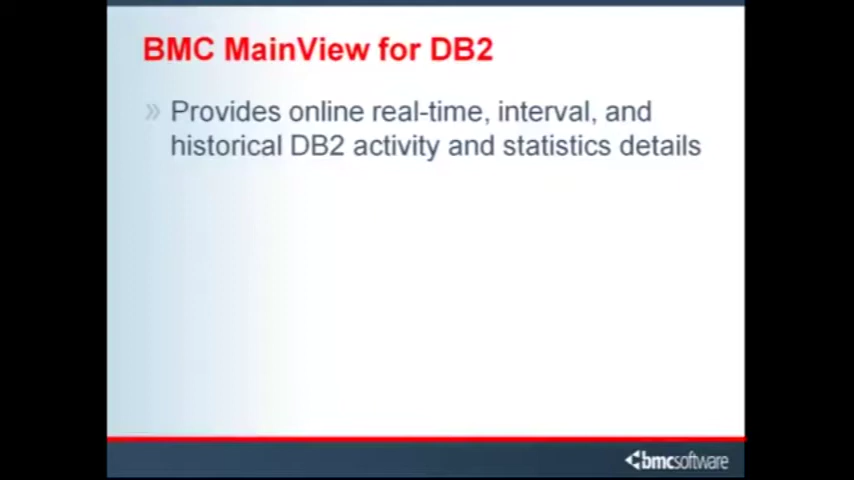 BMC MainView for DB2
» Provides online real-time, interval, and
historical DB2 activity and statistics details
bmcsoftware